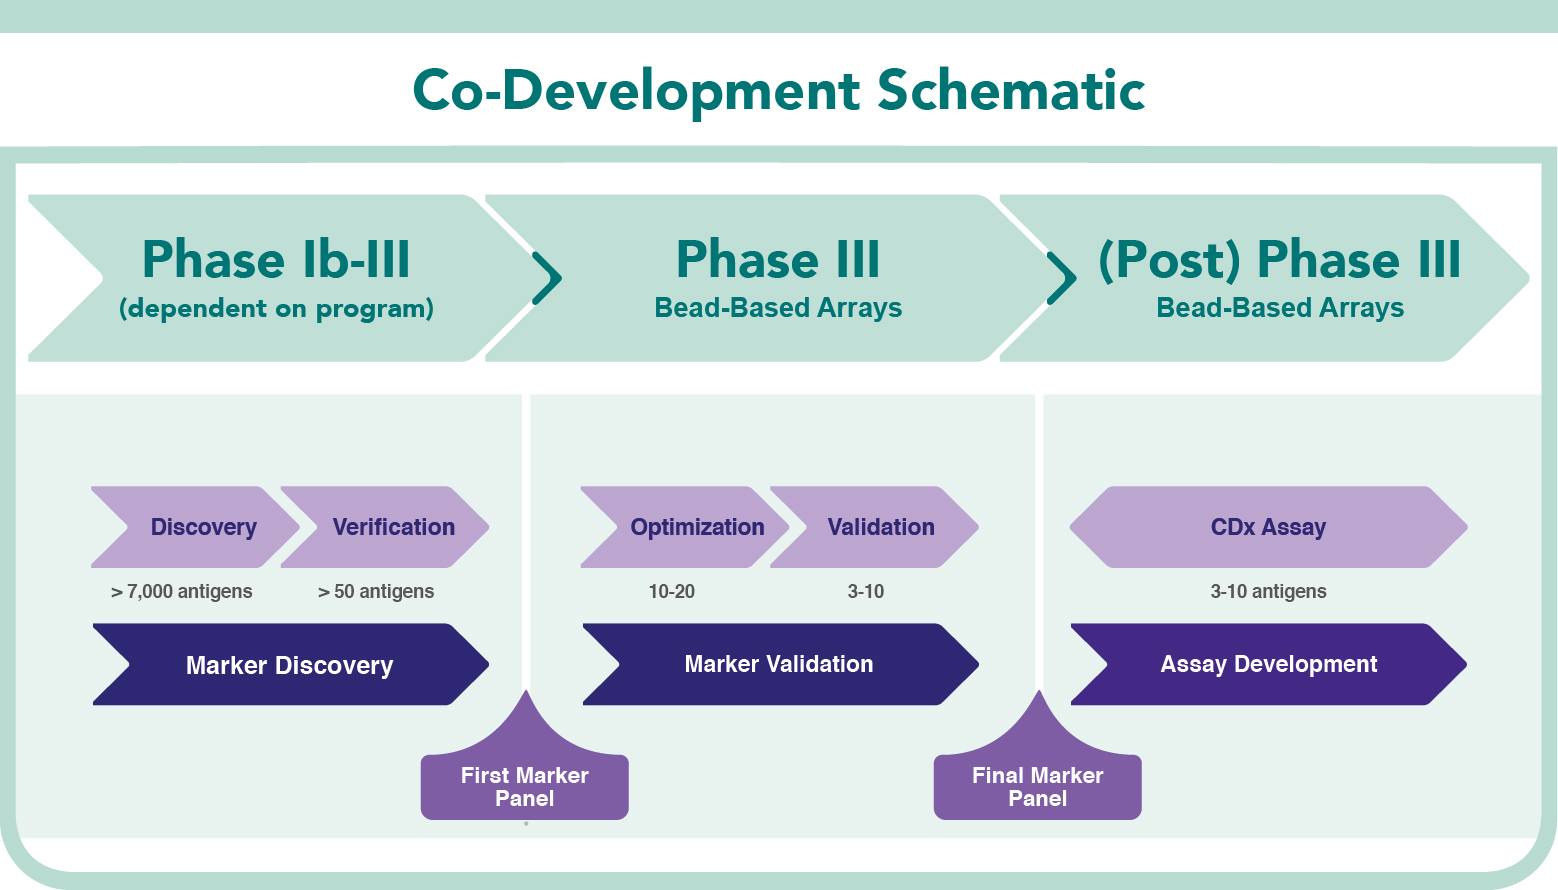 Co-Development Schematic
Phase Ib-III
(dependent on program)
Phase III
Bead-Based Arrays
(Post) Phase III
Bead-Based Arrays
Discovery
Verification
> 7,000 antigens
> 50 antigens
Marker Discovery
Optimization
Validation
10-20
3-10
Marker Validation
CDx Assay
3-10 antigens
Assay Development
First Marker
Panel
Final Marker
Panel